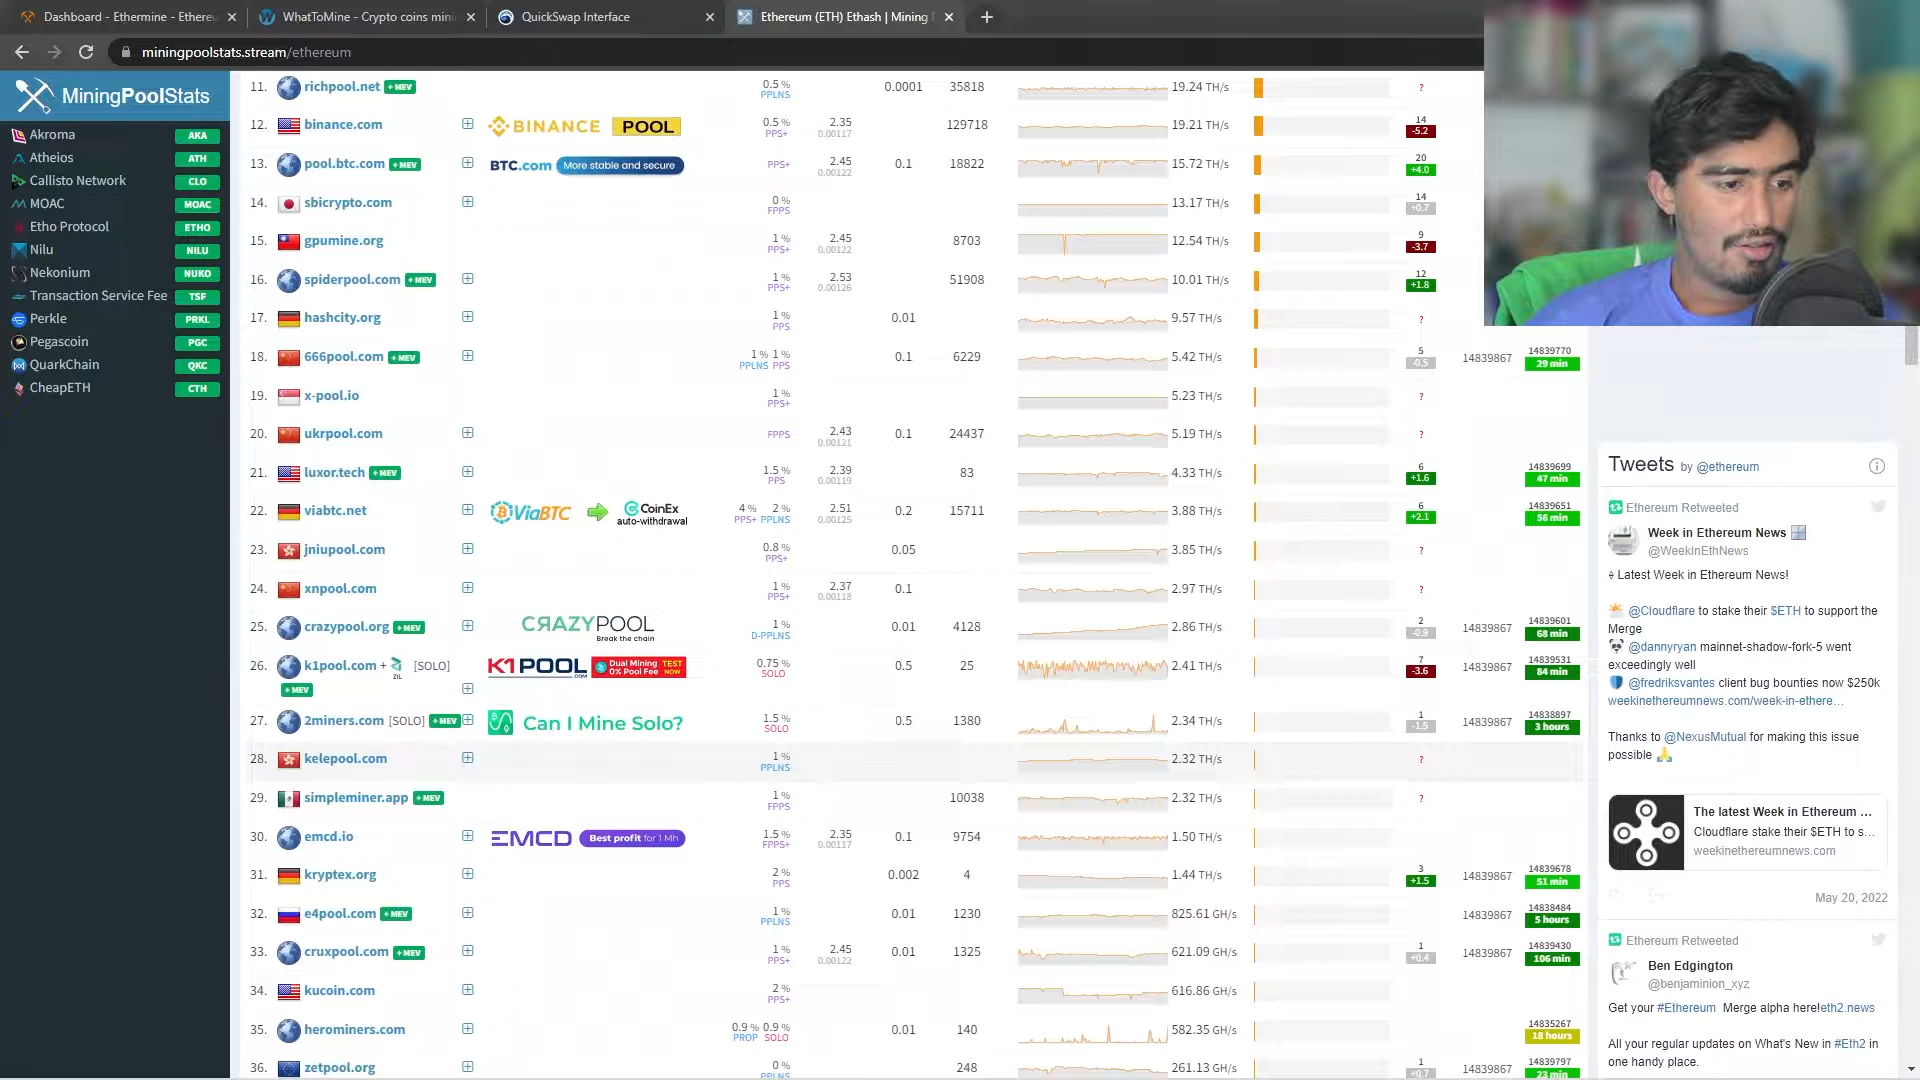 Dashboard - Ethermine - Ethereu
WhatToMine - Crypto coins mini
QuickSwap Interface
Ethereum (ETH) Ethash | Mining
miningpoolstats.stream/ethereum
MiningPoolStats
Akroma AKA
Atheios ATH
Callisto Network CLO
MOAC MOAC
Etho Protocol ETHO
Nilu NILU
Nekonium NUKO
Transaction Service Fee TSF
Perkle PRKL
Pegascoin PGC
QuarkChain QKC
CheapETH CTH
11. richpool.net +MEV 0.5 % PPLNS 0.0001 35818 19.24 TH/s ?
12. binance.com BINANCE POOL 0.5 % PPS+ 2.35 0.00117 129718 19.21 TH/s 14 -5.2
13. pool.btc.com +MEV BTC.com More stable and secure PPS+ 2.45 0.00122 0.1 18822 15.72 TH/s 20 +4.0
14. sbicrypto.com 0 % FPPS 13.17 TH/s 14 +0.7
15. gpumine.org 1 % PPS+ 2.45 0.00122 8703 12.54 TH/s 9 -3.7
16. spiderpool.com +MEV 1 % PPS+ 2.53 0.00126 51908 10.01 TH/s 12 +1.8
17. hashcity.org 1 % PPS 0.01 9.57 TH/s ?
18. 666pool.com +MEV 1 % 1 % PPLNS PPS 0.1 6229 5.42 TH/s 5 -0.5 14839867 14839770 29 min
19. x-pool.io 1 % PPS+ 5.23 TH/s ?
20. ukrpool.com FPPS 2.43 0.00121 0.1 24437 5.19 TH/s ?
21. luxor.tech +MEV 1.5 % PPS 2.39 0.00119 83 4.33 TH/s 6 +1.6 14839699 47 min
22. viabtc.net ViaBTC CoinEx auto-withdrawal 4 % 2 % PPS+ PPLNS 2.51 0.00125 0.2 15711 3.88 TH/s 6 +2.1 14839651 56 min
23. jniupool.com 0.8 % PPS+ 0.05 3.85 TH/s ?
24. xnpool.com 1 % PPS+ 2.37 0.00118 0.1 2.97 TH/s ?
25. crazypool.org +MEV CRAZYPOOL Break the chain 1 % D-PPLNS 0.01 4128 2.86 TH/s 2 -0.9 14839867 14839601 68 min
26. k1pool.com + ZIL [SOLO] +MEV K1POOL.COM Dual Mining 0% Pool Fee TEST NOW 0.75 % SOLO 0.5 25 2.41 TH/s 7 -3.6 14839867 14839531 84 min
27. 2miners.com [SOLO] +MEV Can I Mine Solo? 1.5 % SOLO 0.5 1380 2.34 TH/s 1 -1.5 14839867 14838897 3 hours
28. kelepool.com 1 % PPLNS 2.32 TH/s ?
29. simpleminer.app +MEV 1 % FPPS 10038 2.32 TH/s ?
30. emcd.io EMCD Best profit for 1 Mh 1.5 % FPPS+ 2.35 0.00117 0.1 9754 1.50 TH/s
31. kryptex.org 2 % PPS 0.002 4 1.44 TH/s 3 +1.5 14839867 14839678 51 min
32. e4pool.com +MEV 1 % PPLNS 0.01 1230 825.61 GH/s 14839867 14838484 5 hours
33. cruxpool.com +MEV 1 % PPS+ 2.45 0.00122 0.01 1325 621.09 GH/s 1 +0.4 14839867 14839430 106 min
34. kucoin.com 2 % PPS+ 616.86 GH/s
35. herominers.com 0.9 % 0.9 % PROP SOLO 0.01 140 582.35 GH/s 14835267 18 hours
36. zetpool.org 0 % PPLNS 248 261.13 GH/s 1 +0.7 14839867 14839797 23 min
Tweets by @ethereum
Ethereum Retweeted
Week in Ethereum News
@WeekInEthNews
Latest Week in Ethereum News!
@Cloudflare to stake their $ETH to support the
Merge
@dannyryan mainnet-shadow-fork-5 went
exceedingly well
@fredriksvantes client bug bounties now $250k
weekinethereumnews.com/week-in-ethere…
Thanks to @NexusMutual for making this issue
possible
The latest Week in Ethereum ...
Cloudflare stake their $ETH to s...
weekinethereumnews.com
May 20, 2022
Ethereum Retweeted
Ben Edgington
@benjaminion_xyz
Get your #Ethereum Merge alpha here!eth2.news
All your regular updates on What's New in #Eth2 in
one handy place.